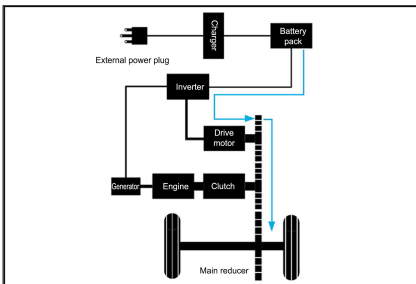 Charger
Battery
pack
External power plug
Inverter
Drive
motor
Generator
Engine
Clutch
Main reducer